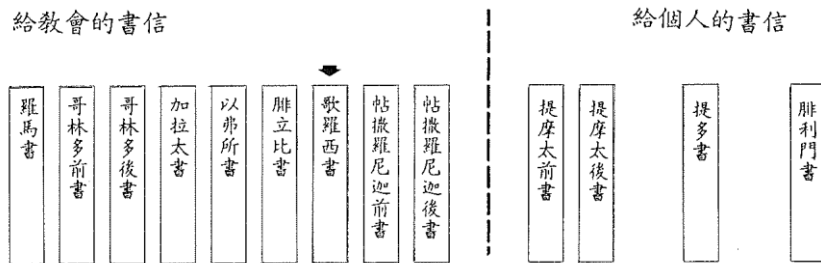 給教會的書信
給個人的書信
羅馬書
哥林多前書
哥林多後書
加拉太書
以弗所書
腓立比書
歌羅西書
帖撒羅尼迦前書
帖撒羅尼迦後書
提摩太前書
提摩太後書
提多書
腓利門書